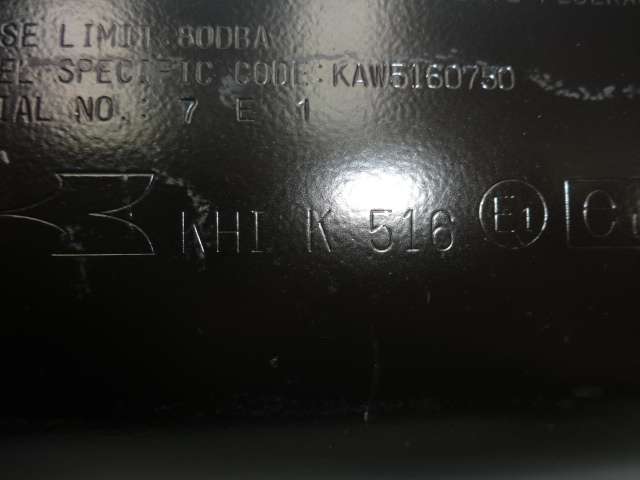 SE LIMIT:80DBA
EL SPECIFIC CODE:KAW5160750
IAL NO.: 7 E 1
KHI K 516 E1